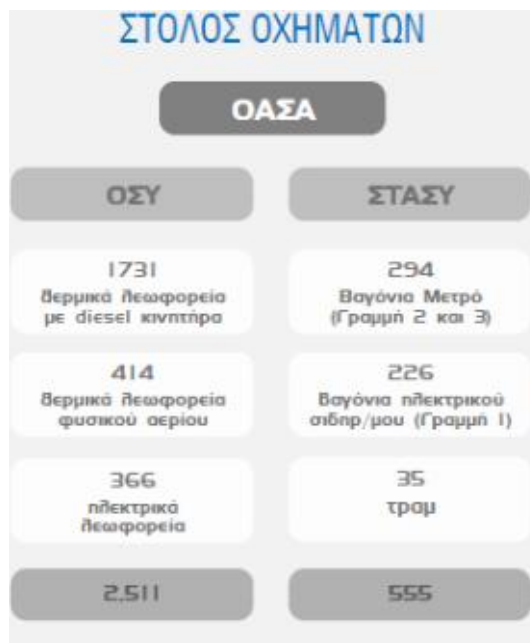 ΣΤΟΛΟΣ ΟΧΗΜΑΤΩΝ
ΟΑΣΑ
ΟΣΥ
1731
θερμικά λεωφορεία
με diesel κινητήρα
414
θερμικά λεωφορεία
φυσικού αερίου
366
ηλεκτρικά
λεωφορεία
2.511
ΣΤΑΣΥ
294
Βαγόνια Μετρό
(Γραμμή 2 και 3)
226
Βαγόνια ηλεκτρικού
σιδηρ/μου (Γραμμή 1)
35
τραμ
555